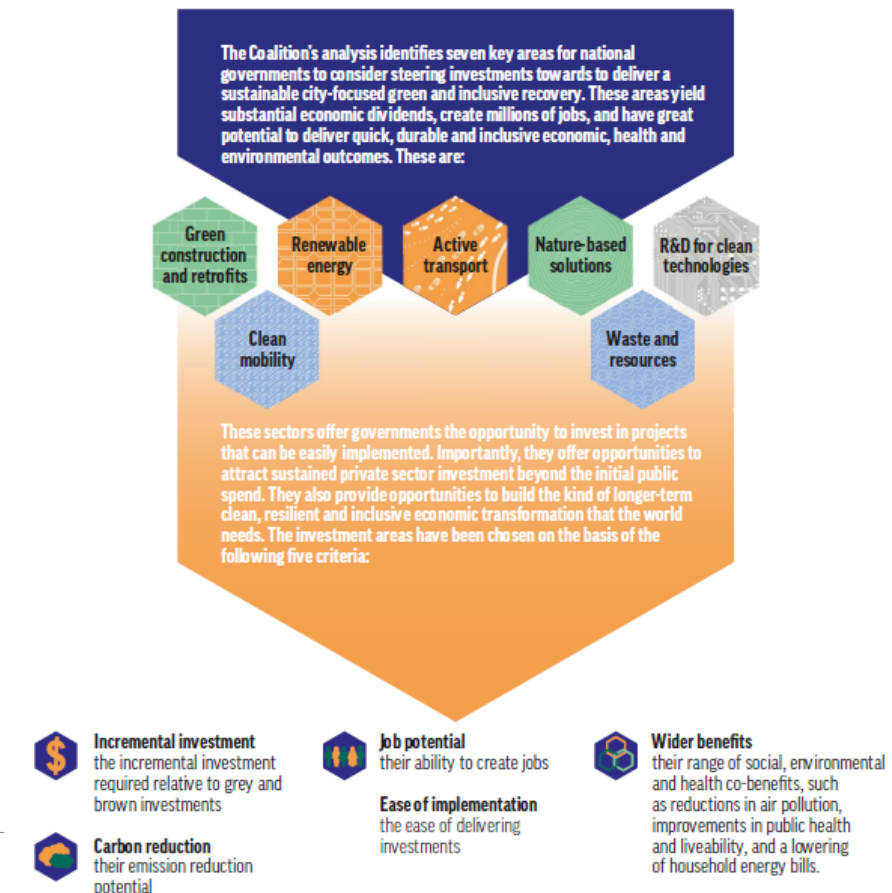 The Coalition's analysis identifies seven key areas for national
governments to consider steering investments towards to deliver a
sustainable city-focused green and inclusive recovery. These areas yield
substantial economic dividends, create millions of jobs, and have great
potential to deliver quick, durable and inclusive economic, health and
environmental outcomes. These are:
Green
construction
and retrofits
Renewable
energy
Active
transport
Nature-based
solutions
R&D for clean
technologies
Clean
mobility
Waste and
resources
These sectors offer governments the opportunity to invest in projects
that can be easily implemented. Importantly, they offer opportunities to
attract sustained private sector investment beyond the initial public
spend. They also provide opportunities to build the kind of longer-term
clean, resilient and inclusive economic transformation that the world
needs. The investment areas have been chosen on the basis of the
following five criteria:
$
Incremental investment
the incremental investment
required relative to grey and
brown investments
Carbon reduction
their emission reduction
potential
Job potential
their ability to create jobs
Ease of implementation
the ease of delivering
investments
Wider benefits
their range of social, environmental
and health co-benefits, such
as reductions in air pollution,
improvements in public health
and liveability, and a lowering
of household energy bills.